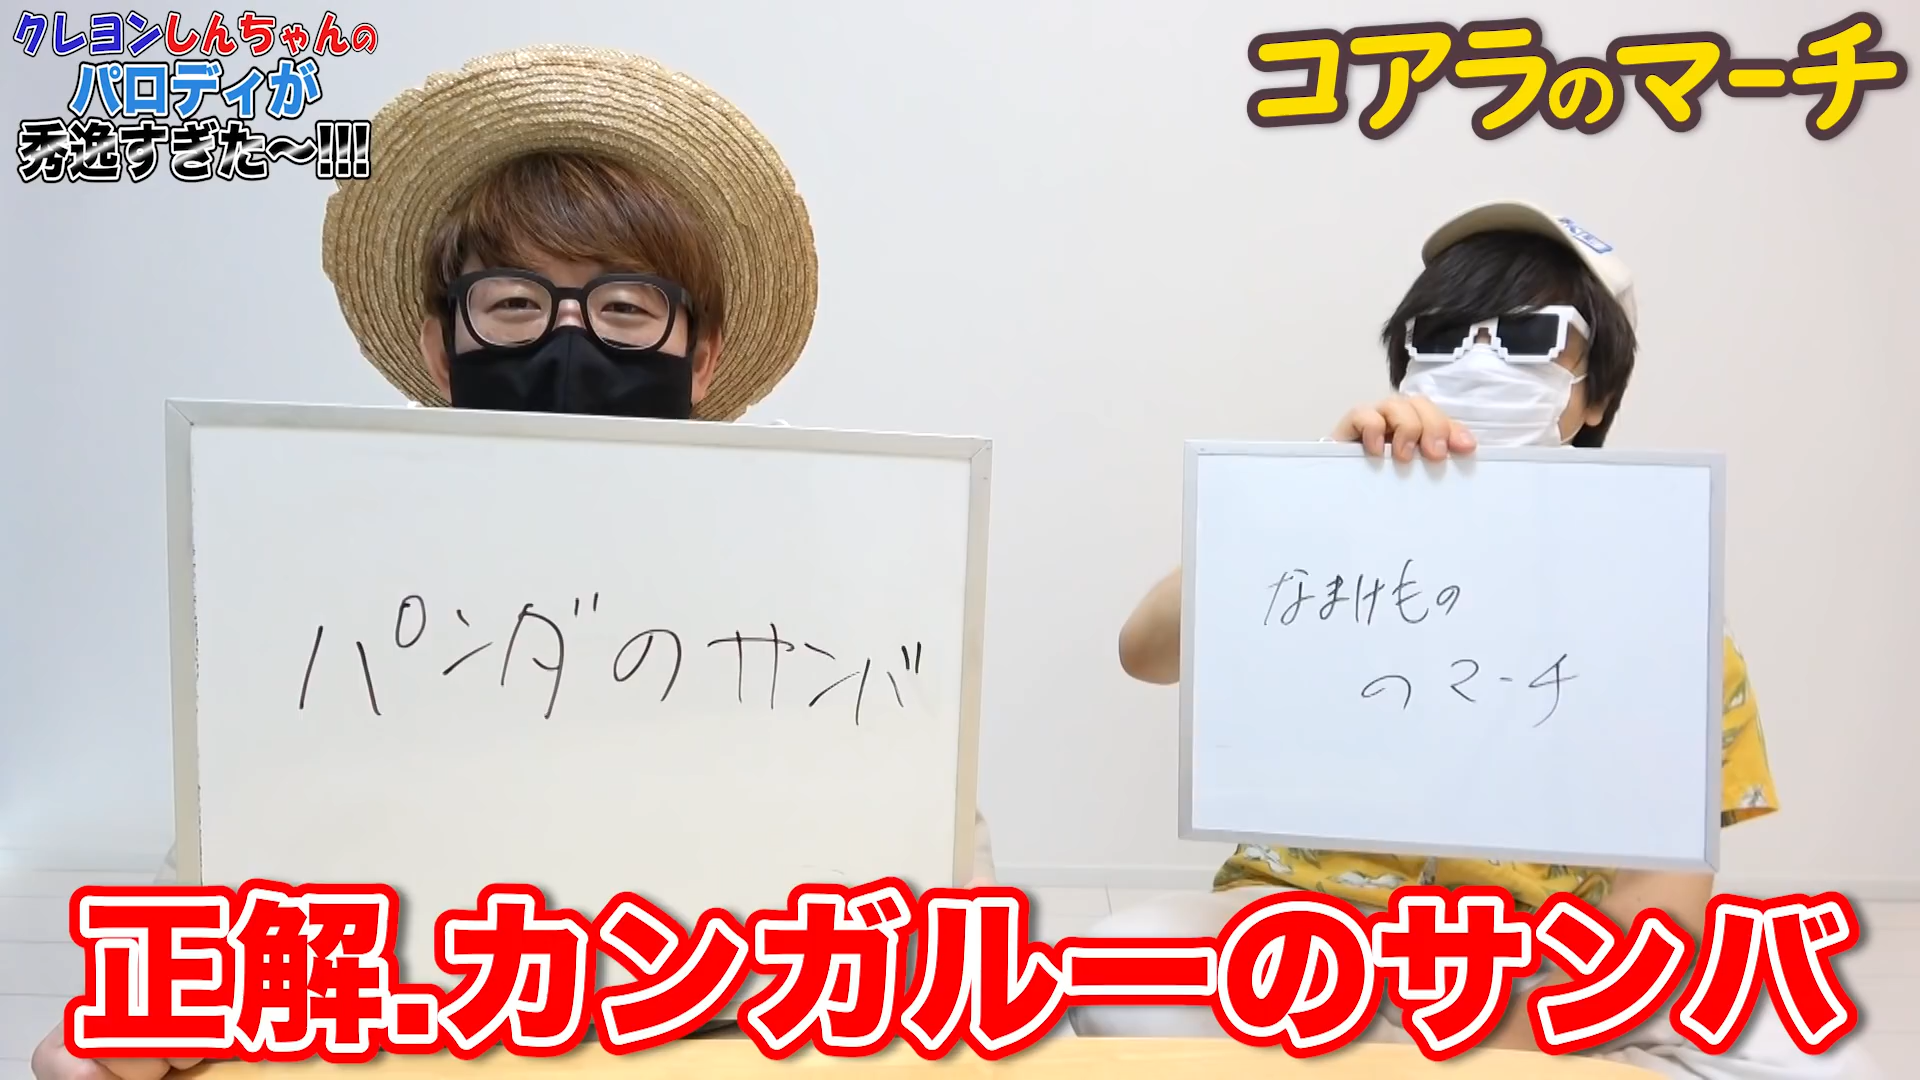 クレヨンしんちゃんの
パロディが
秀逸すぎた〜!!!
コアラのマーチ
パンダのサンバ
なまけもの
のマーチ
正解.カンガルーのサンバ